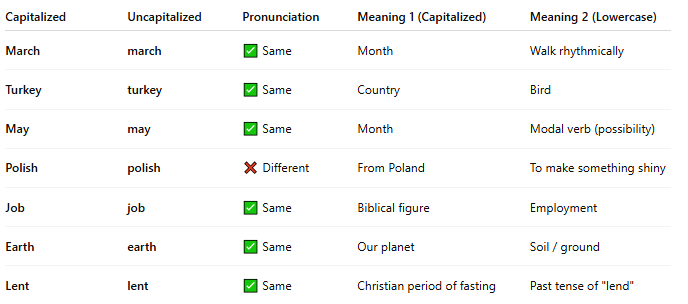 Capitalized Uncapitalized Pronunciation Meaning 1 (Capitalized) Meaning 2 (Lowercase)
March march ✅ Same Month Walk rhythmically
Turkey turkey ✅ Same Country Bird
May may ✅ Same Month Modal verb (possibility)
Polish polish ❌ Different From Poland To make something shiny
Job job ✅ Same Biblical figure Employment
Earth earth ✅ Same Our planet Soil / ground
Lent lent ✅ Same Christian period of fasting Past tense of "lend"